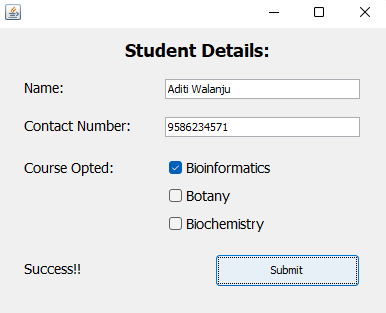 Student Details:
Name: Aditi Walanju
Contact Number: 9586234571
Course Opted: Bioinformatics
Botany
Biochemistry
Success!! Submit